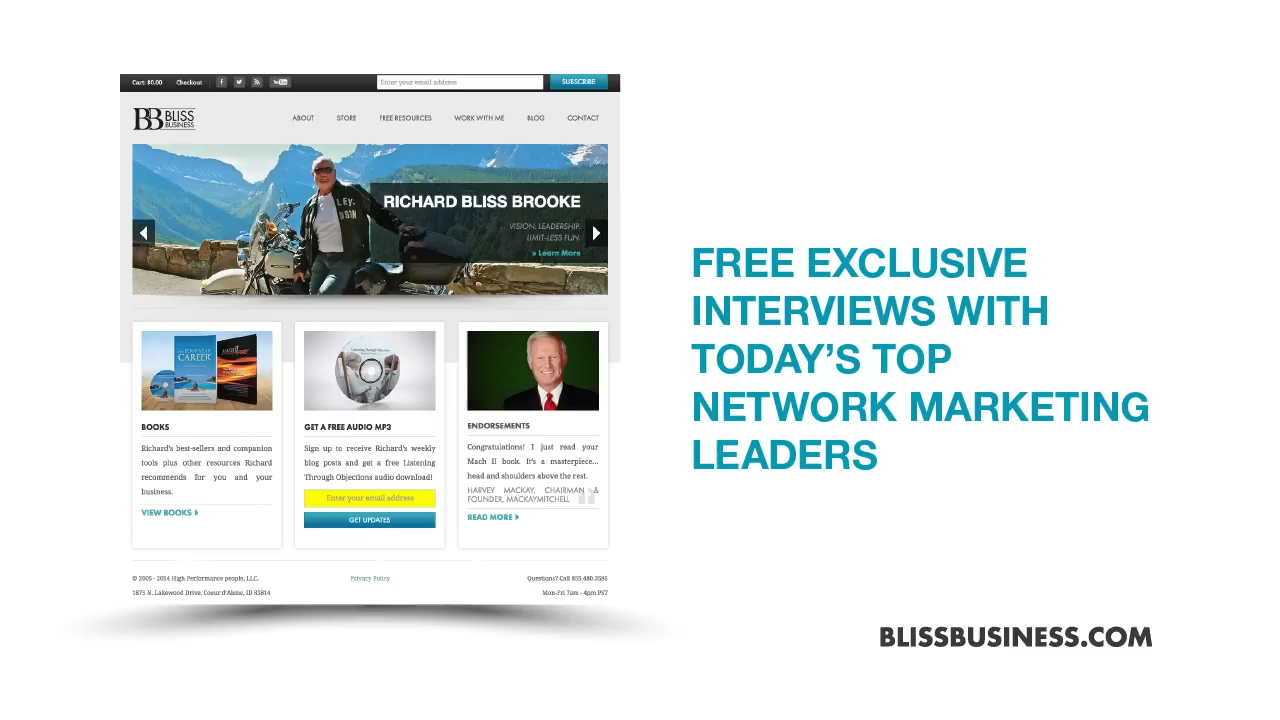 Cart: $0.00 Checkout
Enter your email address
SUBSCRIBE
BB BLISS
BUSINESS
ABOUT STORE FREE RESOURCES WORK WITH ME BLOG CONTACT
RICHARD BLISS BROOKE
VISION. LEADERSHIP.
LIMIT-LESS FUN.
» Learn More
CAREER
BOOKS
Richard's best-sellers and companion
tools plus other resources Richard
recommends for you and your
business.
VIEW BOOKS
Listening Through Objections
GET A FREE AUDIO MP3
Sign up to receive Richard's weekly
blog posts and get a free Listening
Through Objections audio download!
Enter your email address
GET UPDATES
ENDORSEMENTS
Congratulations! I just read your
Mach II book. It's a masterpiece...
head and shoulders above the rest.
HARVEY MACKAY, CHAIRMAN &
FOUNDER, MACKAYMITCHELL
READ MORE
© 2005 - 2014 High Performance people, LLC.
1875 N. Lakewood Drive, Coeur d'Alene, ID 83814
Privacy Policy
Questions? Call 855.480.3585
Mon-Fri 7am - 4pm PST
FREE EXCLUSIVE
INTERVIEWS WITH
TODAY'S TOP
NETWORK MARKETING
LEADERS
BLISSBUSINESS.COM